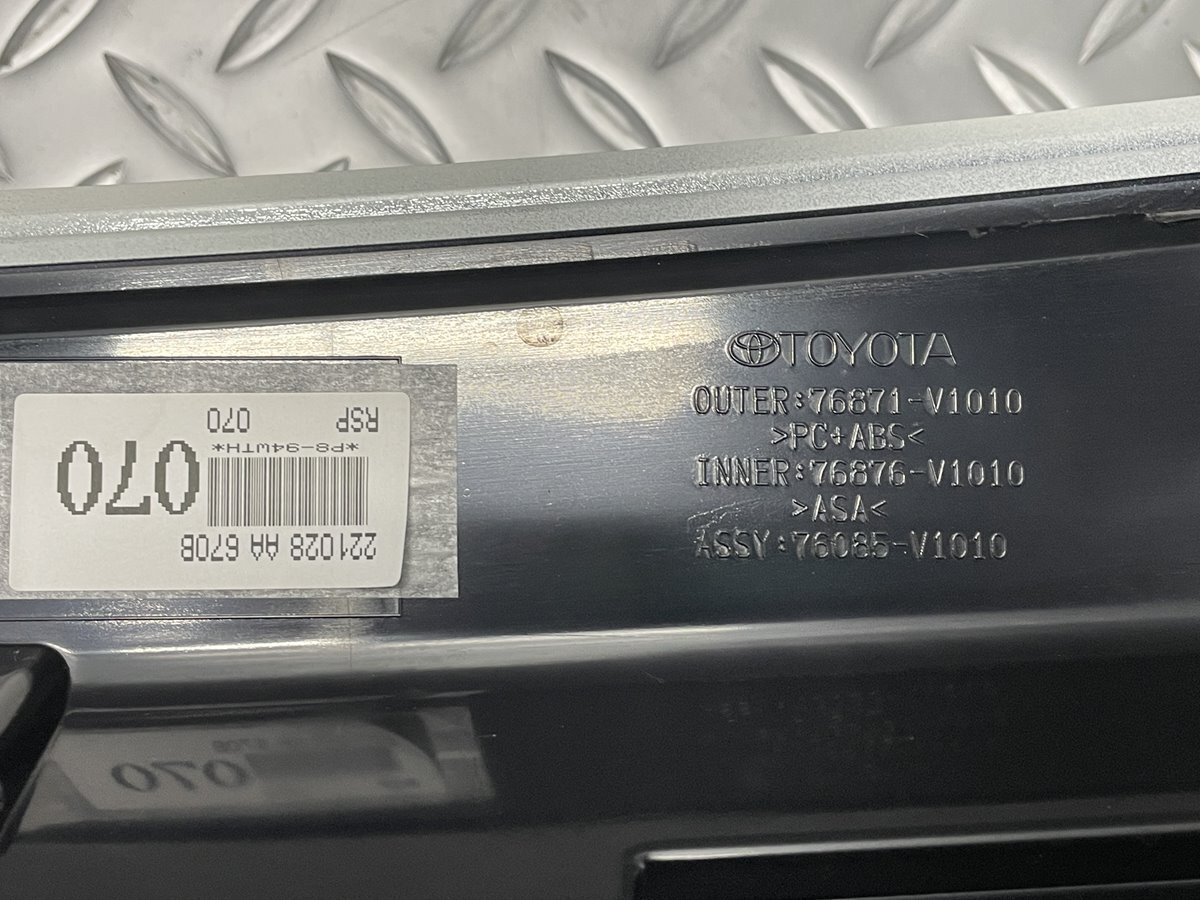 TOYOTA
OUTER:76871-V1010
>PC+ABS<
INNER:76876-V1010
>ASA<
ASSY:76085-V1010
221028 AA 670B
*P8-94WTH*
070
RSP 070
070